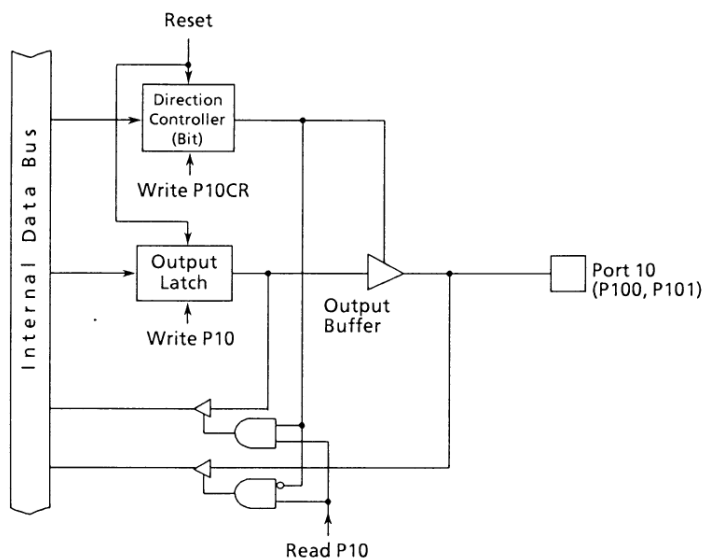 Reset
Direction
Controller
(Bit)
Write P10CR
Internal Data Bus
Output
Latch
Write P10
Output
Buffer
Port 10
(P100, P101)
Read P10